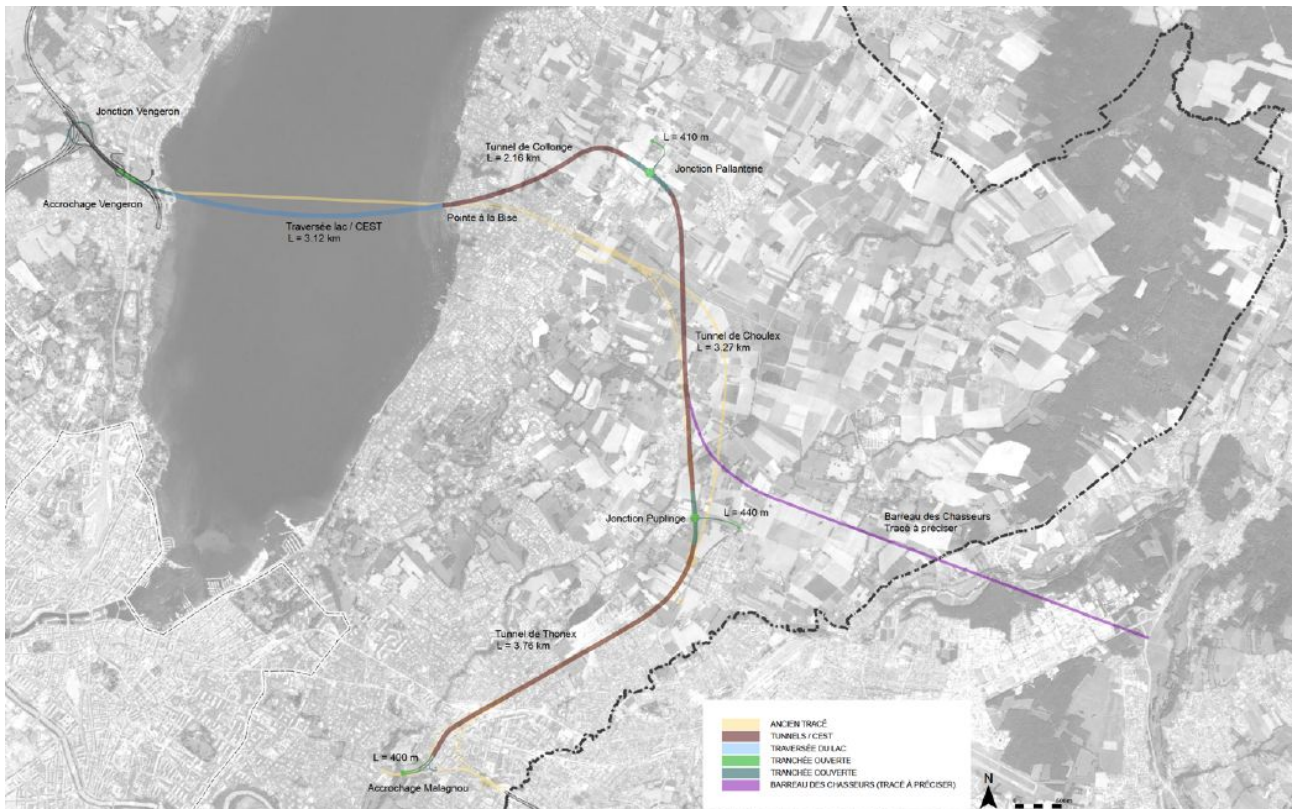 Jonction Vengeron
Accrochage Vengeron
Traversée lac / CEST
L = 3.12 km
Pointe à la Bise
Tunnel de Collonge
L = 2.16 km
L = 410 m
Jonction Pallanterie
Tunnel de Choulex
L = 3.27 km
Jonction Puplinge
L = 440 m
Barreau des Chasseurs
Tracé à préciser
Tunnel de Thonex
L = 3.76 km
L = 400 m
Accrochage Malagnou
ANCIEN TRACÉ
TUNNELS / CEST
TRAVERSÉE DU LAC
TRANCHÉE OUVERTE
TRANCHÉE COUVERTE
BARREAU DES CHASSEURS (TRACÉ À PRÉCISER)
N